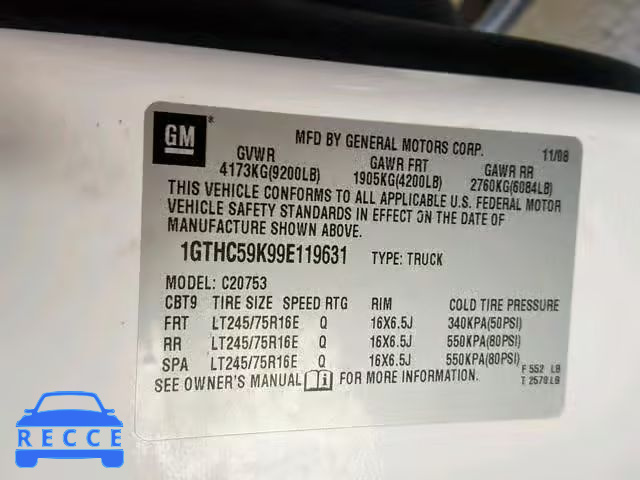 GM
MFD BY GENERAL MOTORS CORP. 11/08
GVWR GAWR FRT GAWR RR
4173KG(9200LB) 1905KG(4200LB) 2760KG(6084LB)
THIS VEHICLE CONFORMS TO ALL APPLICABLE U.S. FEDERAL MOTOR
VEHICLE SAFETY STANDARDS IN EFFECT ON THE DATE OF
MANUFACTURE SHOWN ABOVE.
1GTHC59K99E119631 TYPE: TRUCK
MODEL: C20753
CBT9 TIRE SIZE SPEED RTG RIM COLD TIRE PRESSURE
FRT LT245/75R16E Q 16X6.5J 340KPA(50PSI)
RR LT245/75R16E Q 16X6.5J 550KPA(80PSI)
SPA LT245/75R16E Q 16X6.5J 550KPA(80PSI)
F 552 LB
SEE OWNER'S MANUAL FOR MORE INFORMATION. T 2570 LB
RECCE